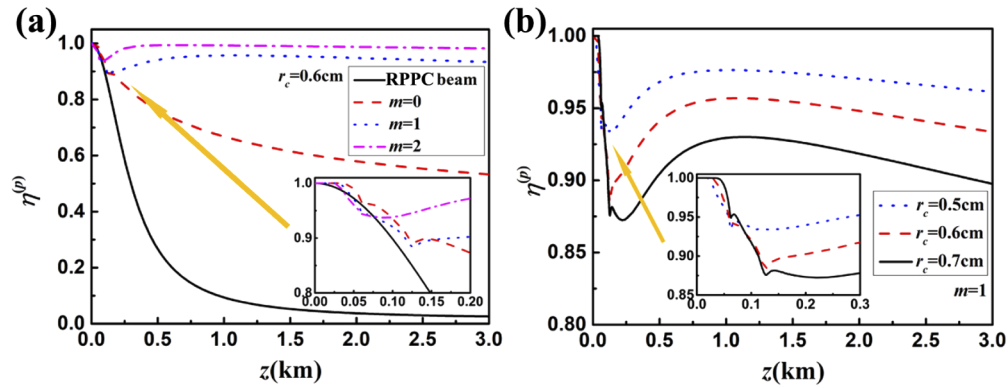 (a)
η(p)
1.0
0.8
0.6
0.4
0.2
0.0
r_c=0.6cm
RPPC beam
m=0
m=1
m=2
1.0
0.9
0.8
0.00 0.05 0.10 0.15 0.20
0.0 0.5 1.0 1.5 2.0 2.5 3.0
z(km)
(b)
η(p)
1.00
0.95
0.90
0.85
0.80
1.00
0.95
0.90
0.85
0.0 0.1 0.2 0.3
r_c=0.5cm
r_c=0.6cm
r_c=0.7cm
m=1
0.0 0.5 1.0 1.5 2.0 2.5 3.0
z(km)